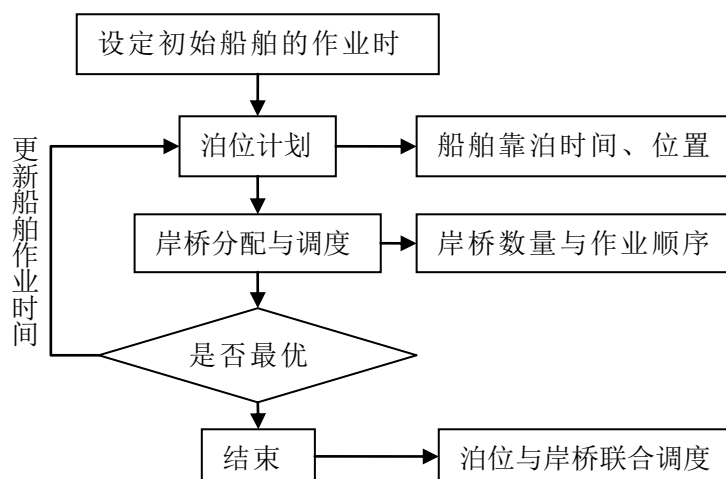 设定初始船舶的作业时
泊位计划
船舶靠泊时间、位置
更新船舶作业时间
岸桥分配与调度
岸桥数量与作业顺序
是否最优
结束
泊位与岸桥联合调度